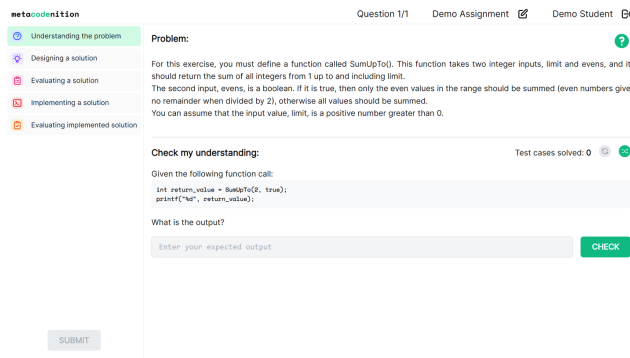 metacodenition
Question 1/1
Demo Assignment
Demo Student
Understanding the problem
Designing a solution
Evaluating a solution
Implementing a solution
Evaluating implemented solution
SUBMIT
Problem:
?
For this exercise, you must define a function called SumUpTo(). This function takes two integer inputs, limit and evens, and it
should return the sum of all integers from 1 up to and including limit.
The second input, evens, is a boolean. If it is true, then only the even values in the range should be summed (even numbers give
no remainder when divided by 2), otherwise all values should be summed.
You can assume that the input value, limit, is a positive number greater than 0.
Check my understanding:
Test cases solved: 0
Given the following function call:
int return_value = SumUpTo(2, true);
printf("%d", return_value);
What is the output?
Enter your expected output
CHECK